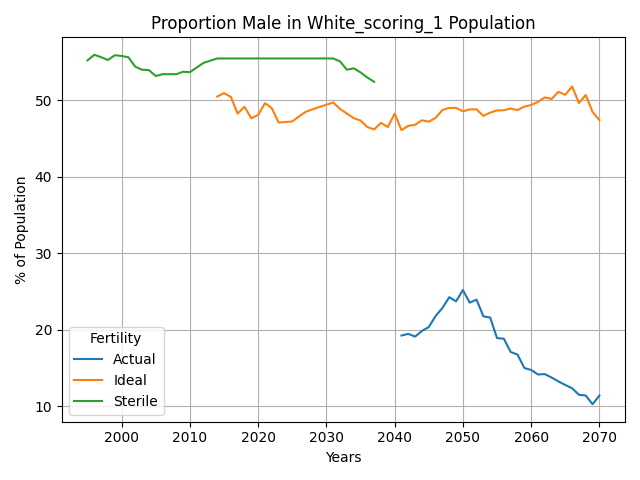 Proportion Male in White_scoring_1 Population
% of Population
50
40
30
20
10
Fertility
Actual
Ideal
Sterile
2000 2010 2020 2030 2040 2050 2060 2070
Years